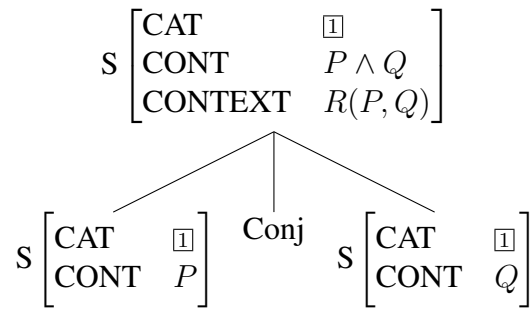 CAT 1
S CONT P ∧ Q
CONTEXT R(P, Q)
Conj
CAT 1
S CONT P
CAT 1
S CONT Q